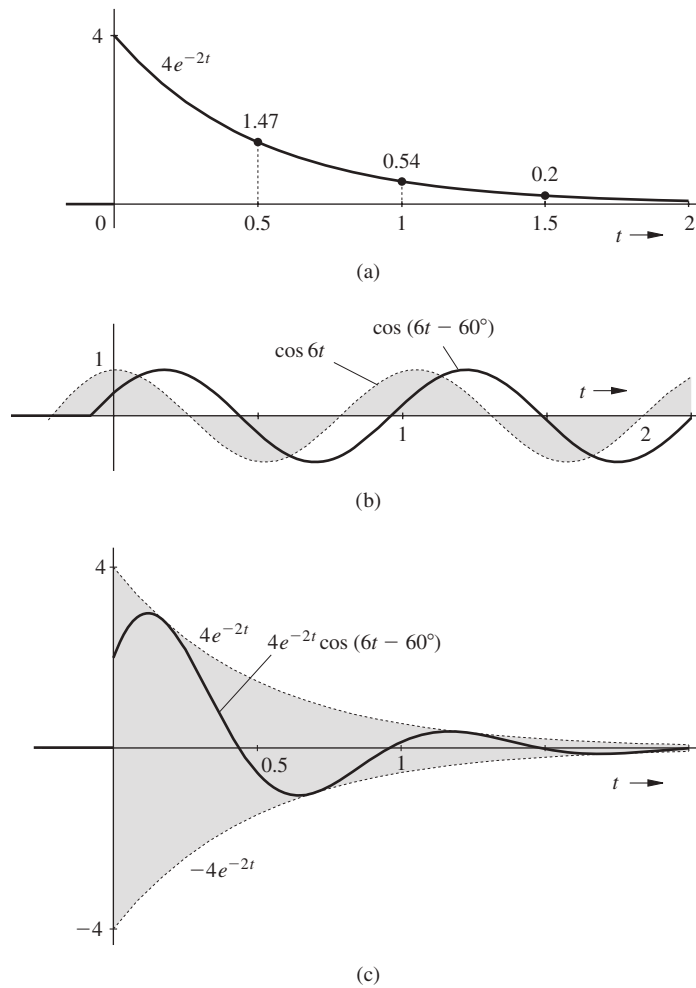 4
4e^{−2t}
1.47
0.54
0.2
0 0.5 1 1.5 2
t
(a)
cos (6t − 60°)
cos 6t
1
t
1 2
(b)
4
4e^{−2t} 4e^{−2t} cos (6t − 60°)
0.5 1
t
−4e^{−2t}
−4
(c)